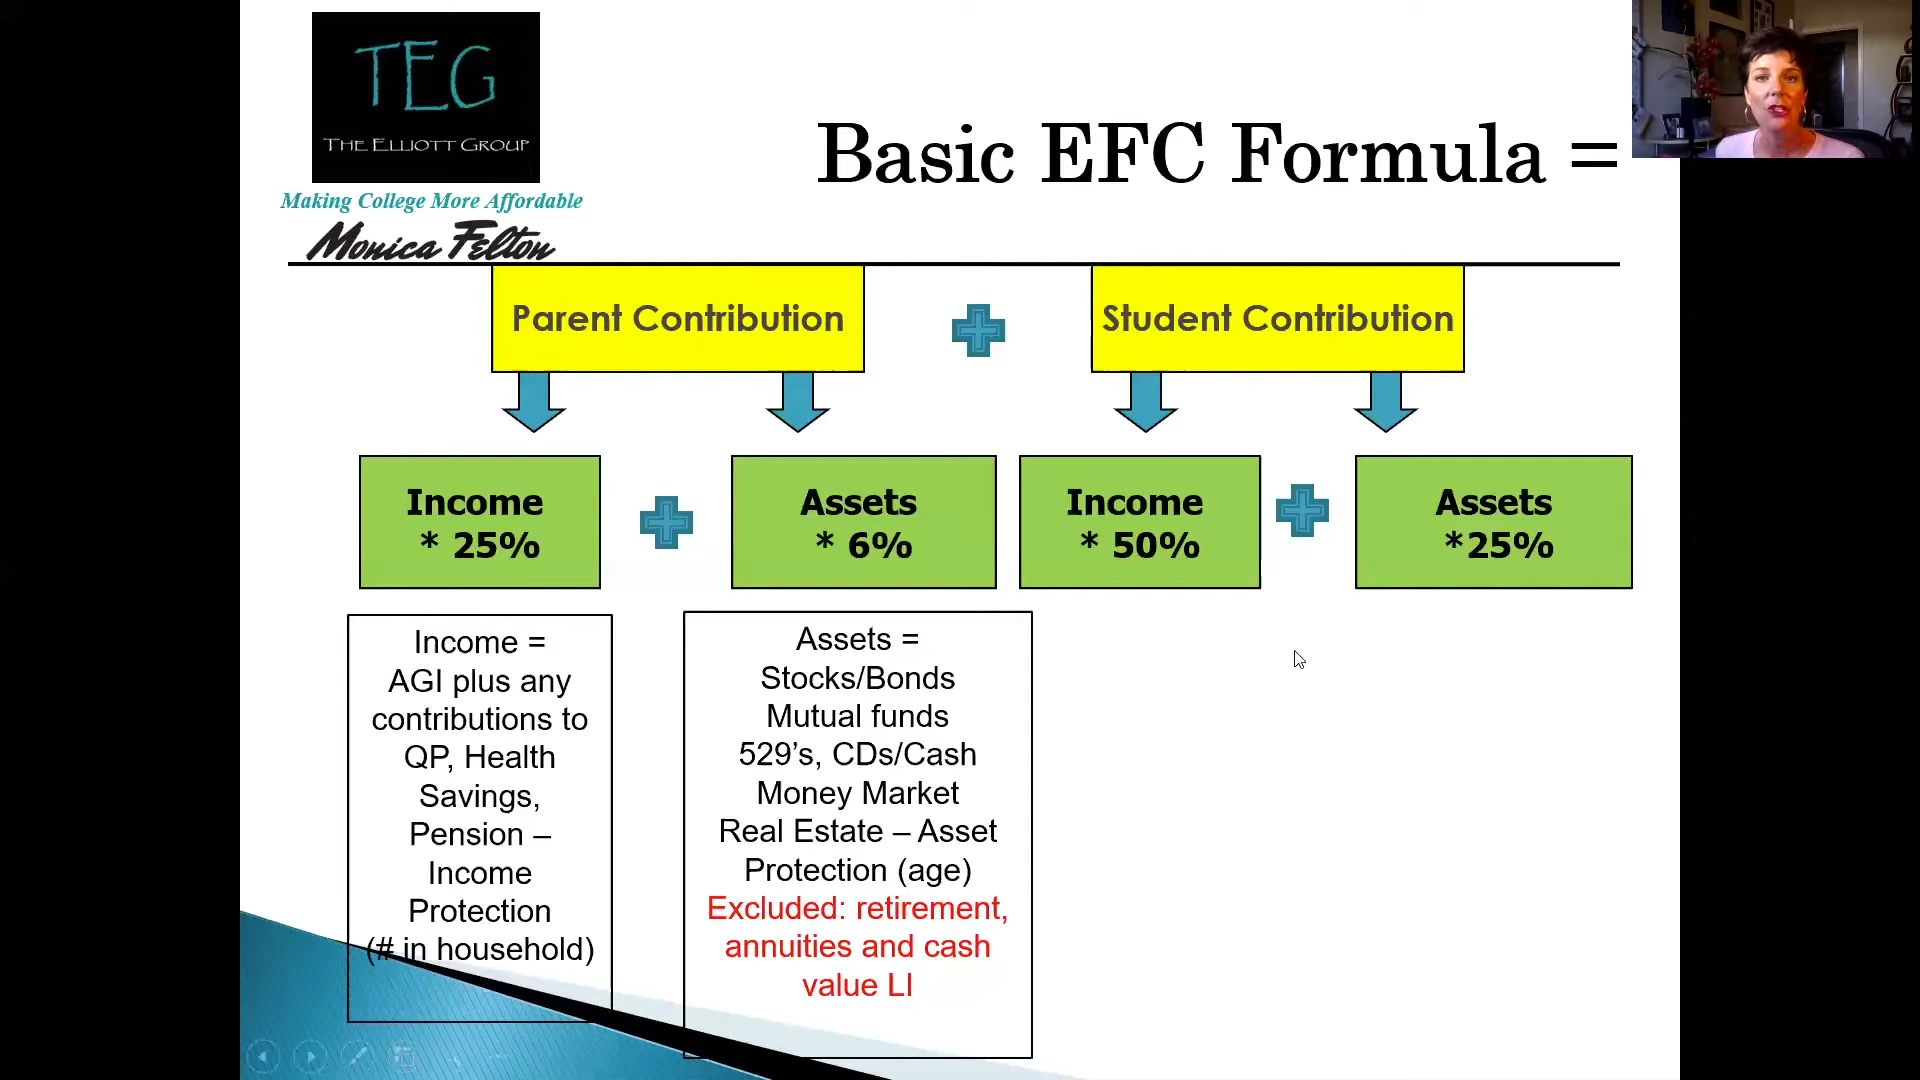 TEG
THE ELLIOTT GROUP
Making College More Affordable
Monica Felton
Basic EFC Formula =
Parent Contribution
Student Contribution
Income
* 25%
Assets
* 6%
Income
* 50%
Assets
*25%
Income =
AGI plus any
contributions to
QP, Health
Savings,
Pension –
Income
Protection
(# in household)
Assets =
Stocks/Bonds
Mutual funds
529's, CDs/Cash
Money Market
Real Estate – Asset
Protection (age)
Excluded: retirement,
annuities and cash
value LI